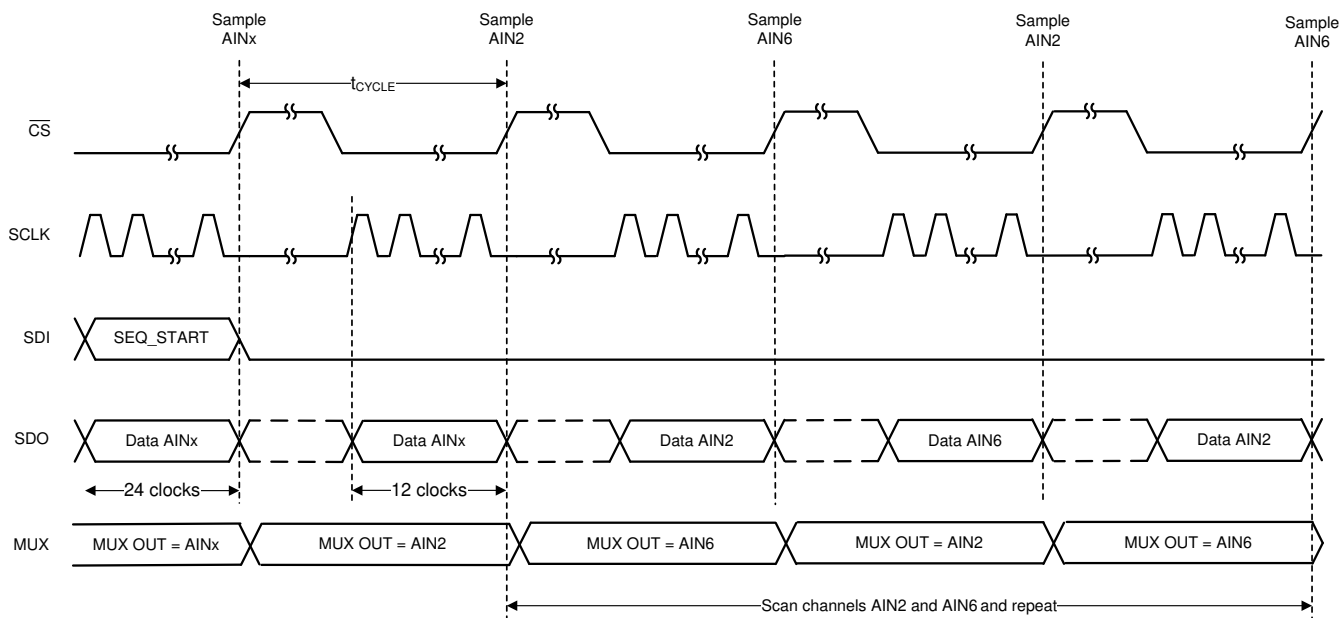 Sample
AINx
Sample
AIN2
Sample
AIN6
Sample
AIN2
Sample
AIN6
tCYCLE
CS
SCLK
SDI
SEQ_START
SDO
Data AINx
Data AINx
Data AIN2
Data AIN6
Data AIN2
24 clocks
12 clocks
MUX
MUX OUT = AINx
MUX OUT = AIN2
MUX OUT = AIN6
MUX OUT = AIN2
MUX OUT = AIN6
Scan channels AIN2 and AIN6 and repeat